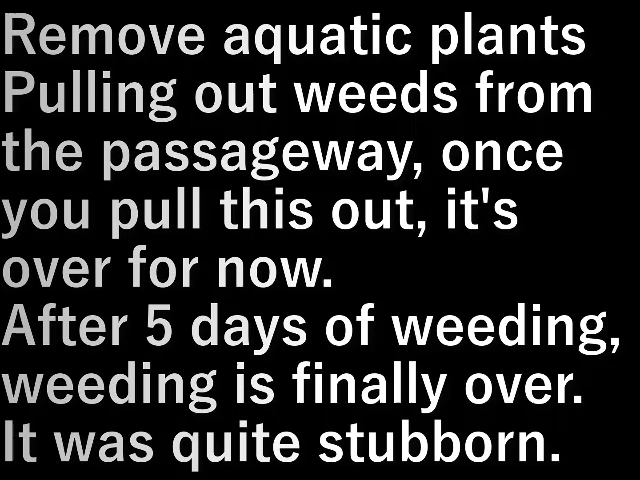 Remove aquatic plants
Pulling out weeds from
the passageway, once
you pull this out, it's
over for now.
After 5 days of weeding,
weeding is finally over.
It was quite stubborn.